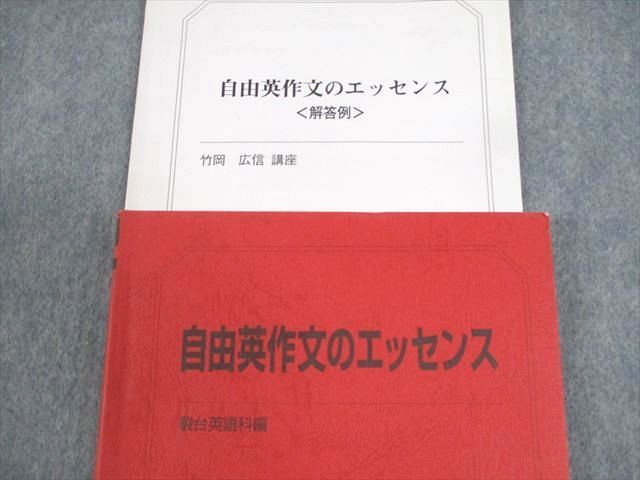 自由英作文のエッセンス
＜解答例＞
竹岡　広信 講座
自由英作文のエッセンス
駿台英語科編